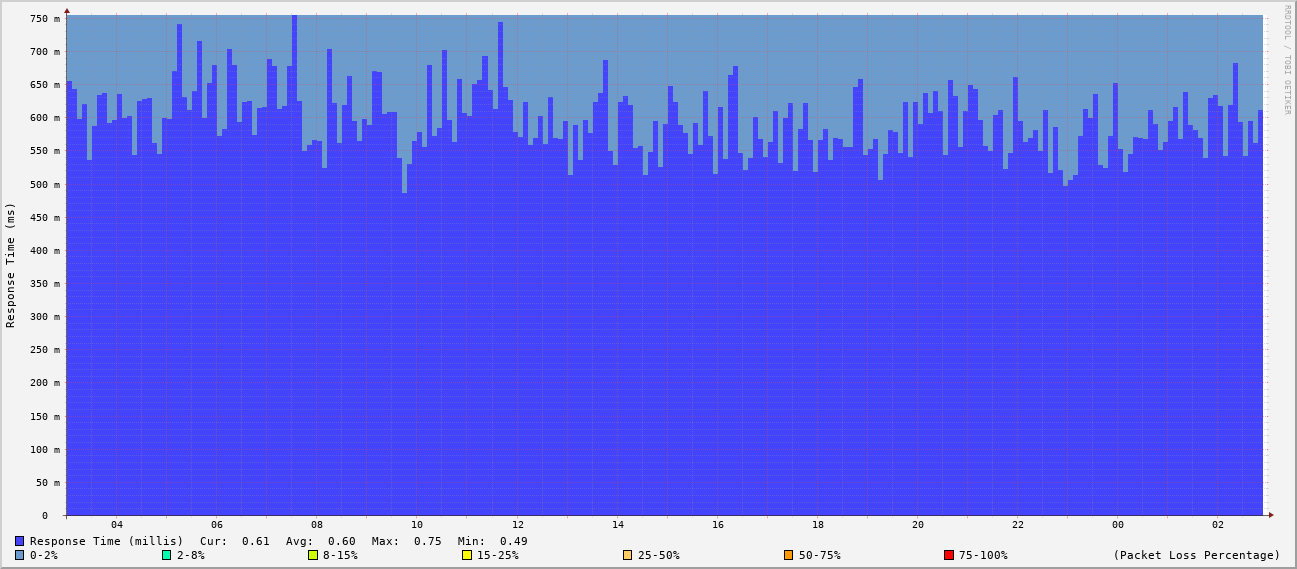 RRDTOOL / TOBI OETIKER
Response Time (ms)
750 m
700 m
650 m
600 m
550 m
500 m
450 m
400 m
350 m
300 m
250 m
200 m
150 m
100 m
50 m
0
04 06 08 10 12 14 16 18 20 22 00 02
Response Time (millis) Cur: 0.61 Avg: 0.60 Max: 0.75 Min: 0.49
0-2% 2-8% 8-15% 15-25% 25-50% 50-75% 75-100% (Packet Loss Percentage)